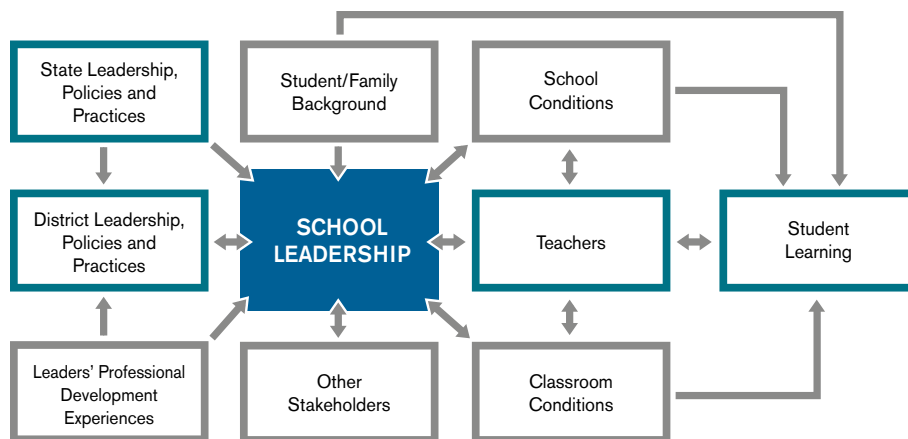 State Leadership,
Policies and
Practices
Student/Family
Background
School
Conditions
District Leadership,
Policies and
Practices
SCHOOL
LEADERSHIP
Teachers
Student
Learning
Leaders’ Professional
Development
Experiences
Other
Stakeholders
Classroom
Conditions